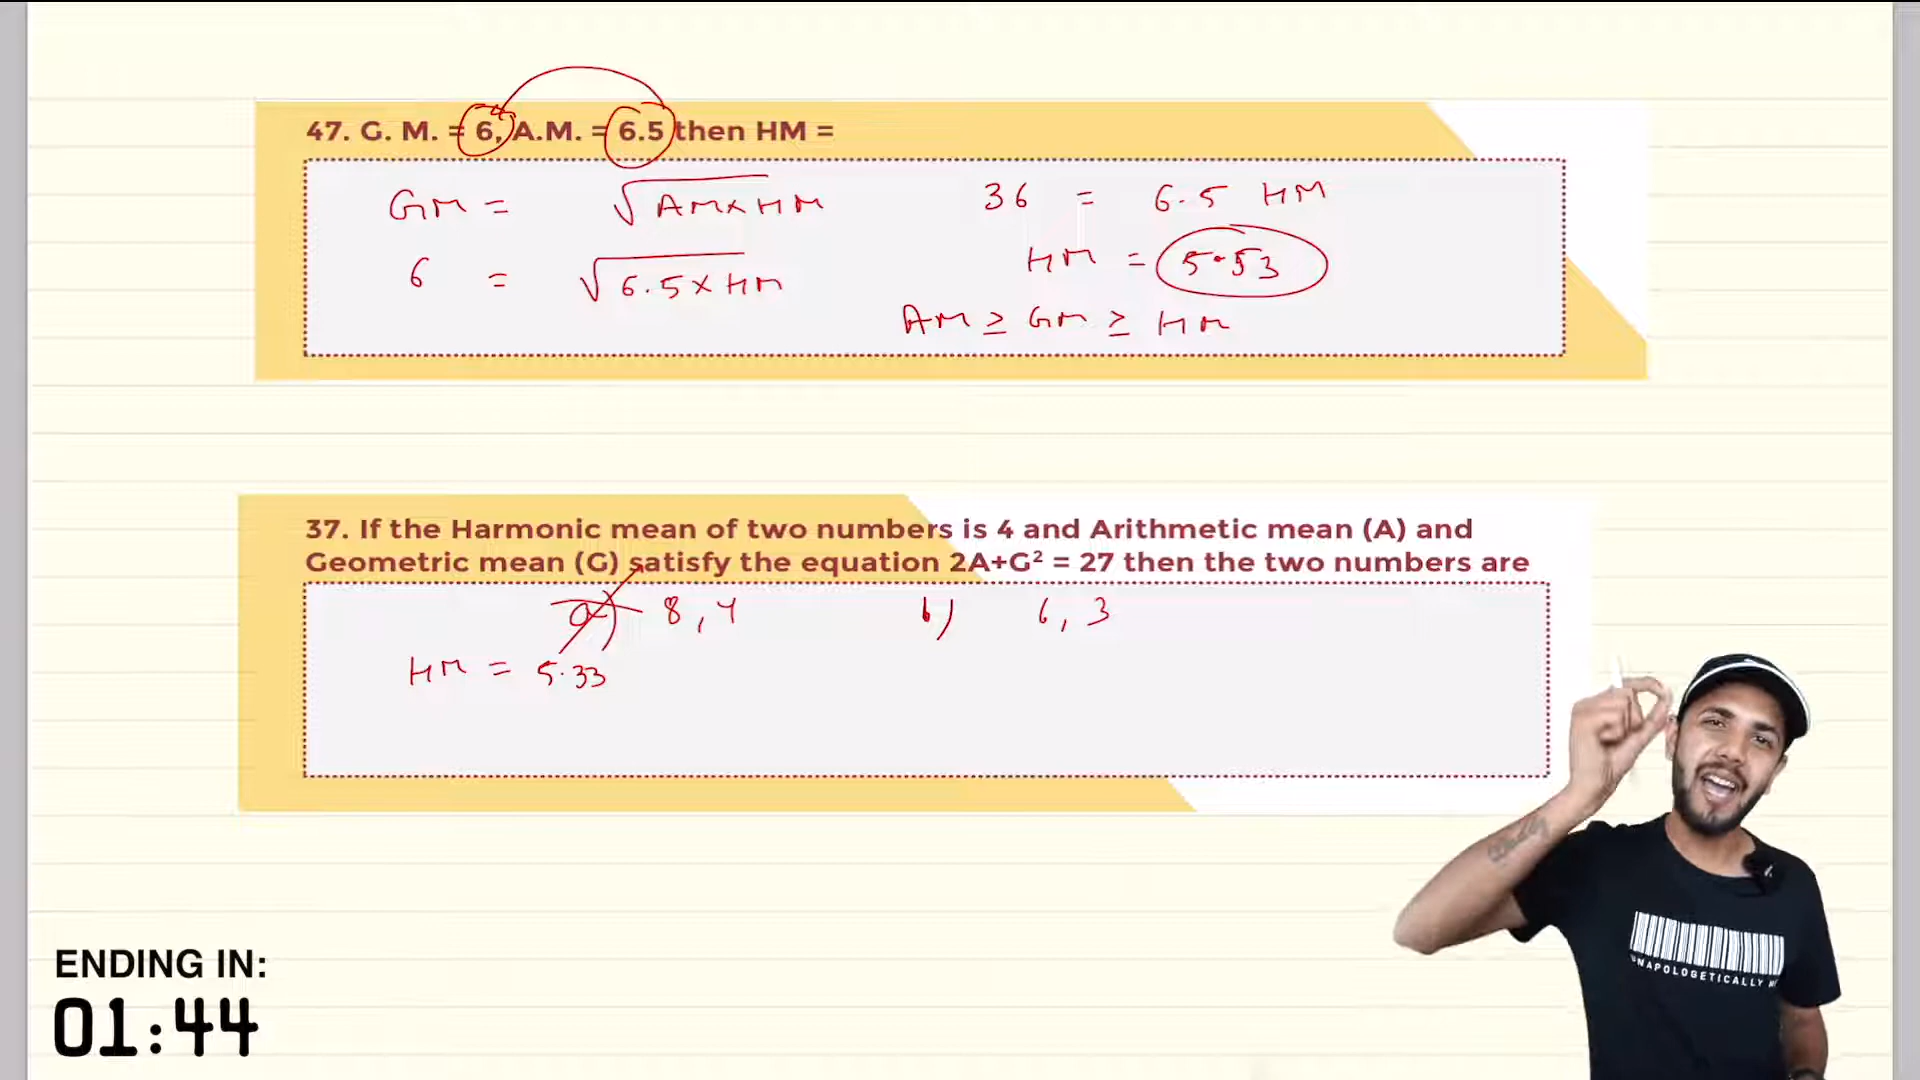 47. G. M. = 6, A.M. = 6.5 then HM =
GM = √AM×HM
36 = 6.5 HM
6 = √6.5×HM
HM = 5.53
AM ≥ GM ≥ HM
37. If the Harmonic mean of two numbers is 4 and Arithmetic mean (A) and
Geometric mean (G) satisfy the equation 2A+G² = 27 then the two numbers are
a) 8, 4 b) 6, 3
HM = 5.33
ENDING IN:
01:44
UNAPOLOGETICALLY